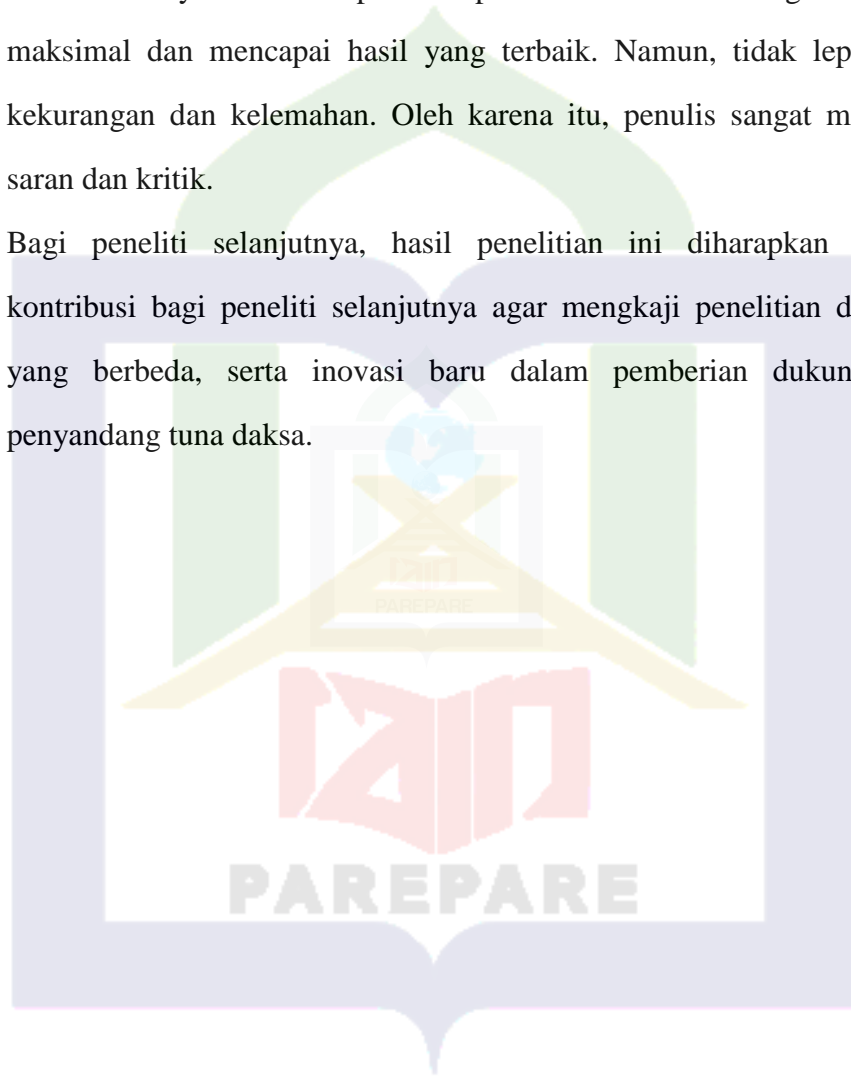 maksimal dan mencapai hasil yang terbaik. Namun, tidak lep
kekurangan dan kelemahan. Oleh karena itu, penulis sangat m
saran dan kritik.
Bagi peneliti selanjutnya, hasil penelitian ini diharapkan
kontribusi bagi peneliti selanjutnya agar mengkaji penelitian d
yang berbeda, serta inovasi baru dalam pemberian dukun
penyandang tuna daksa.
IAIN
PAREPARE
IAIN
PAREPARE